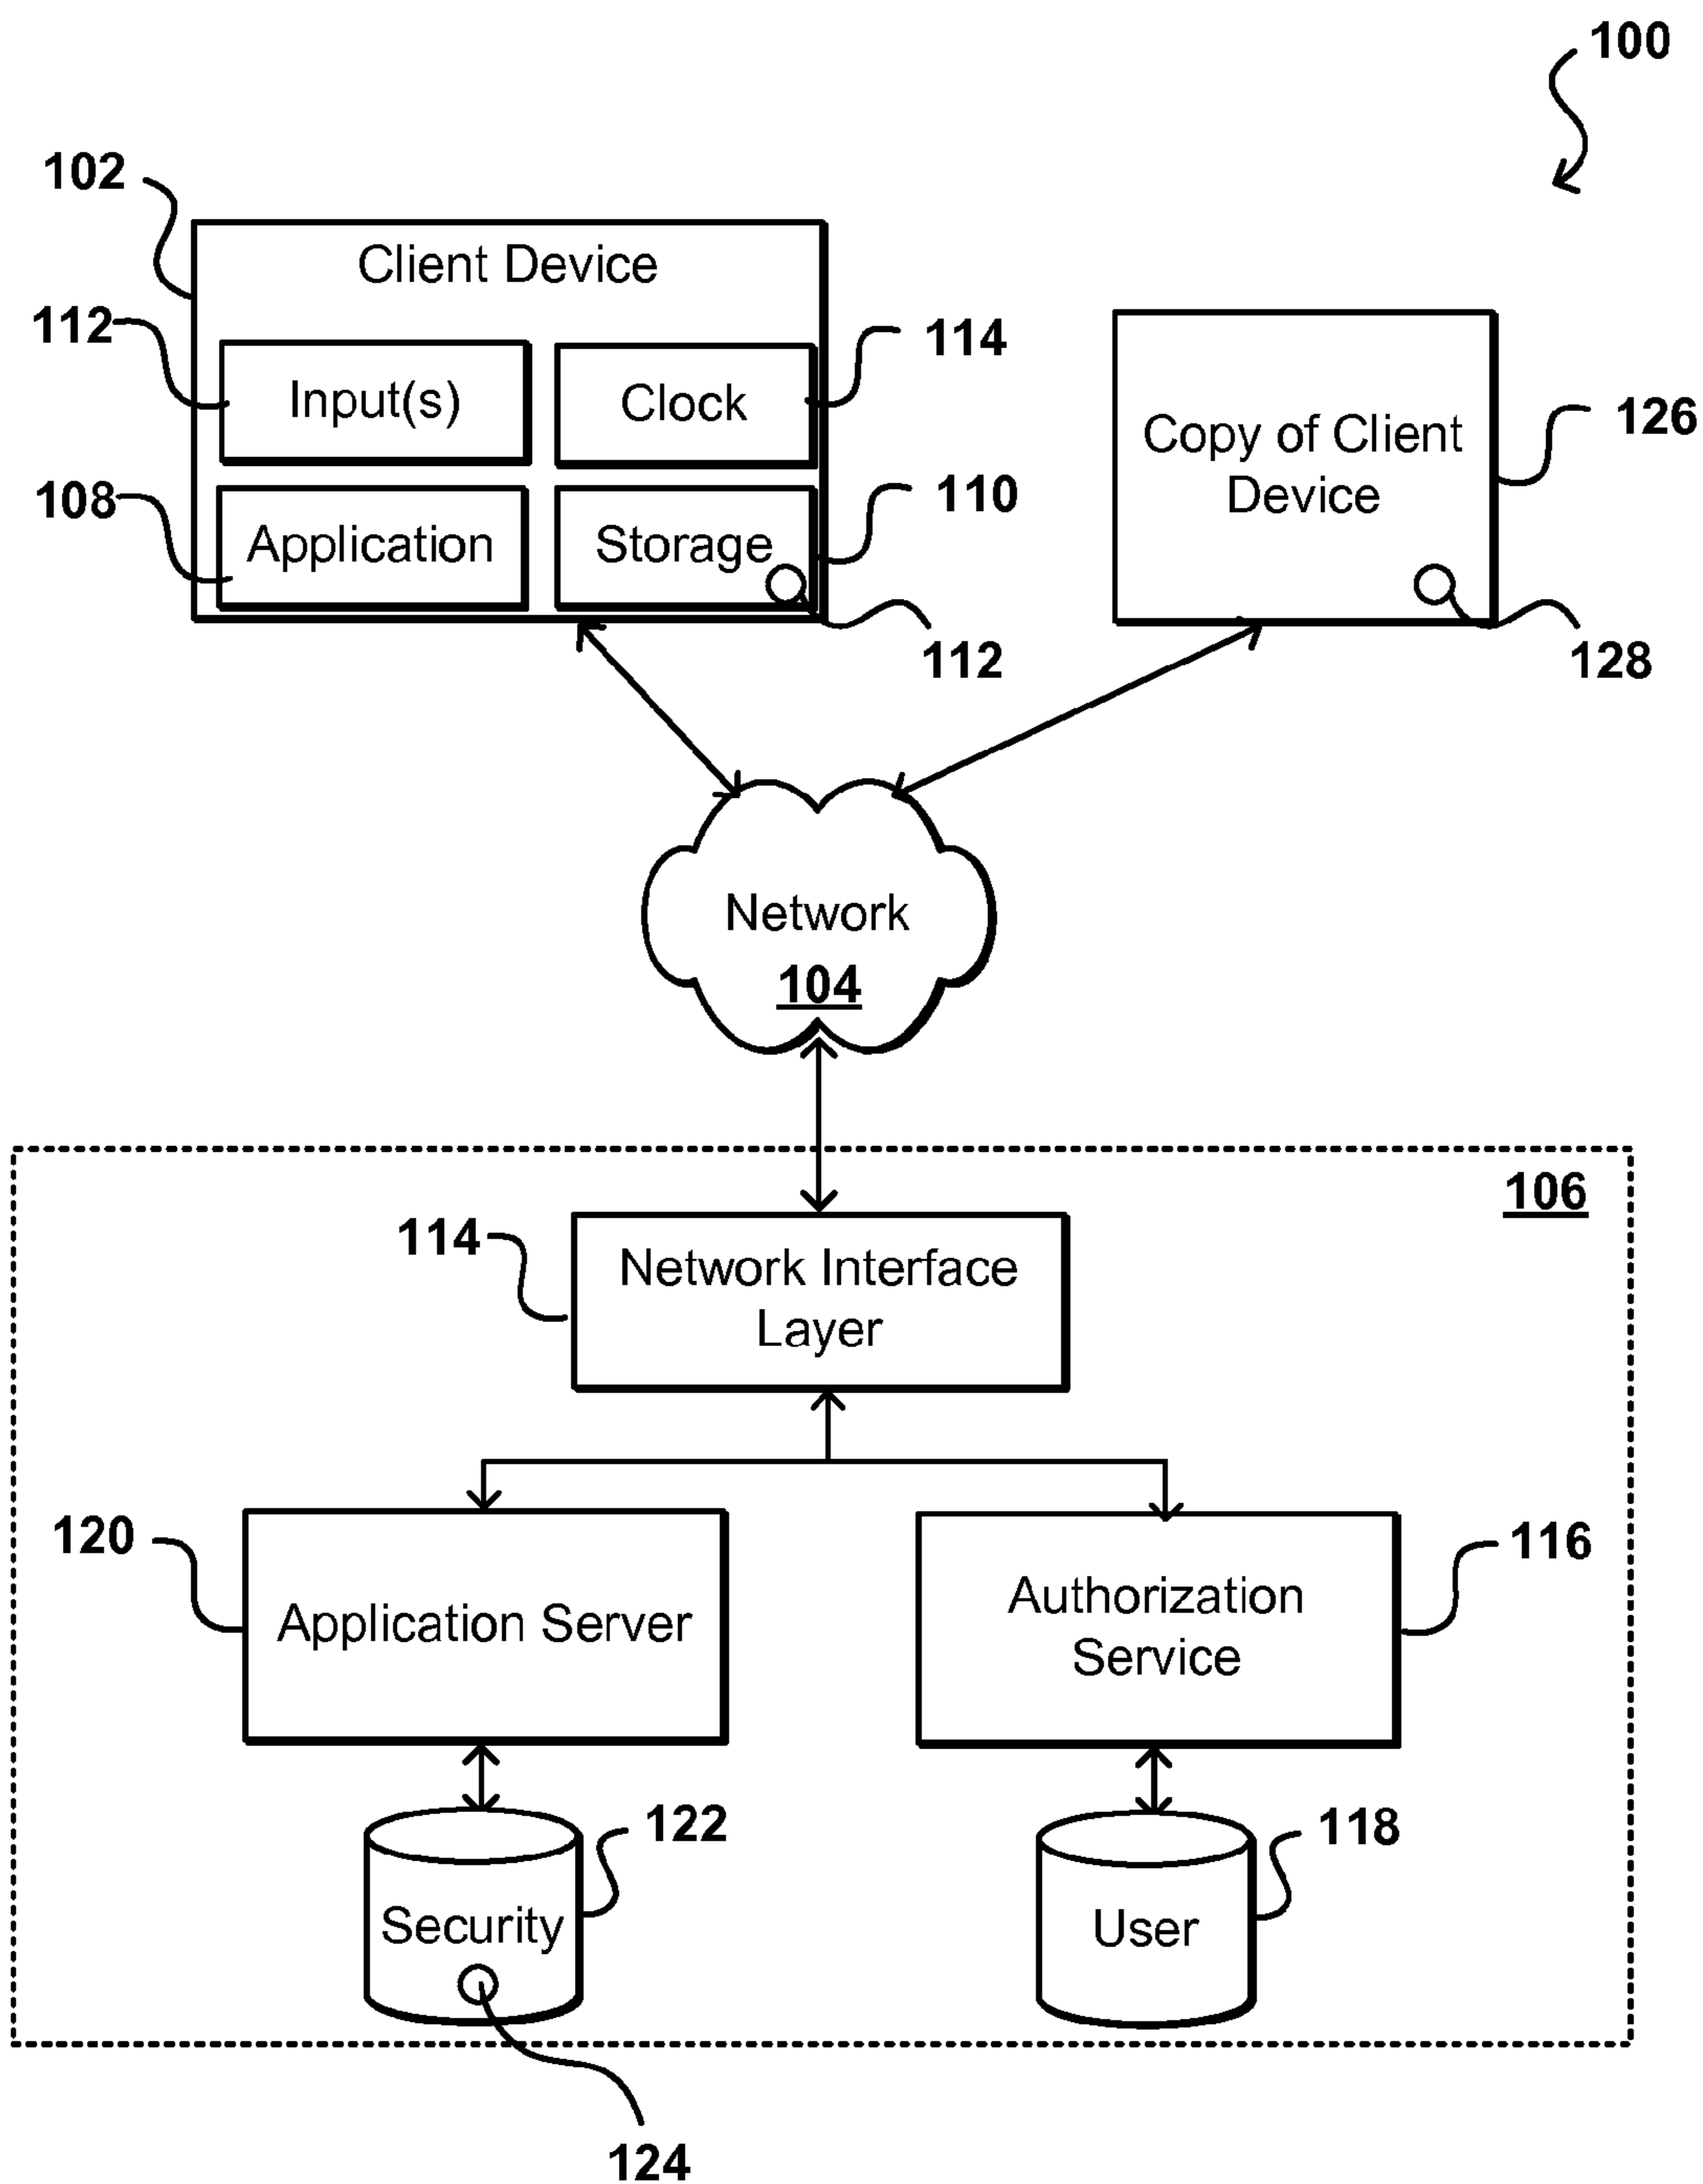 100
102
Client Device
112
Input(s)
Clock
114
108
Application
Storage
110
112
Copy of Client
Device
126
128
Network
104
106
114
Network Interface
Layer
120
Application Server
Authorization
Service
116
Security
122
User
118
124